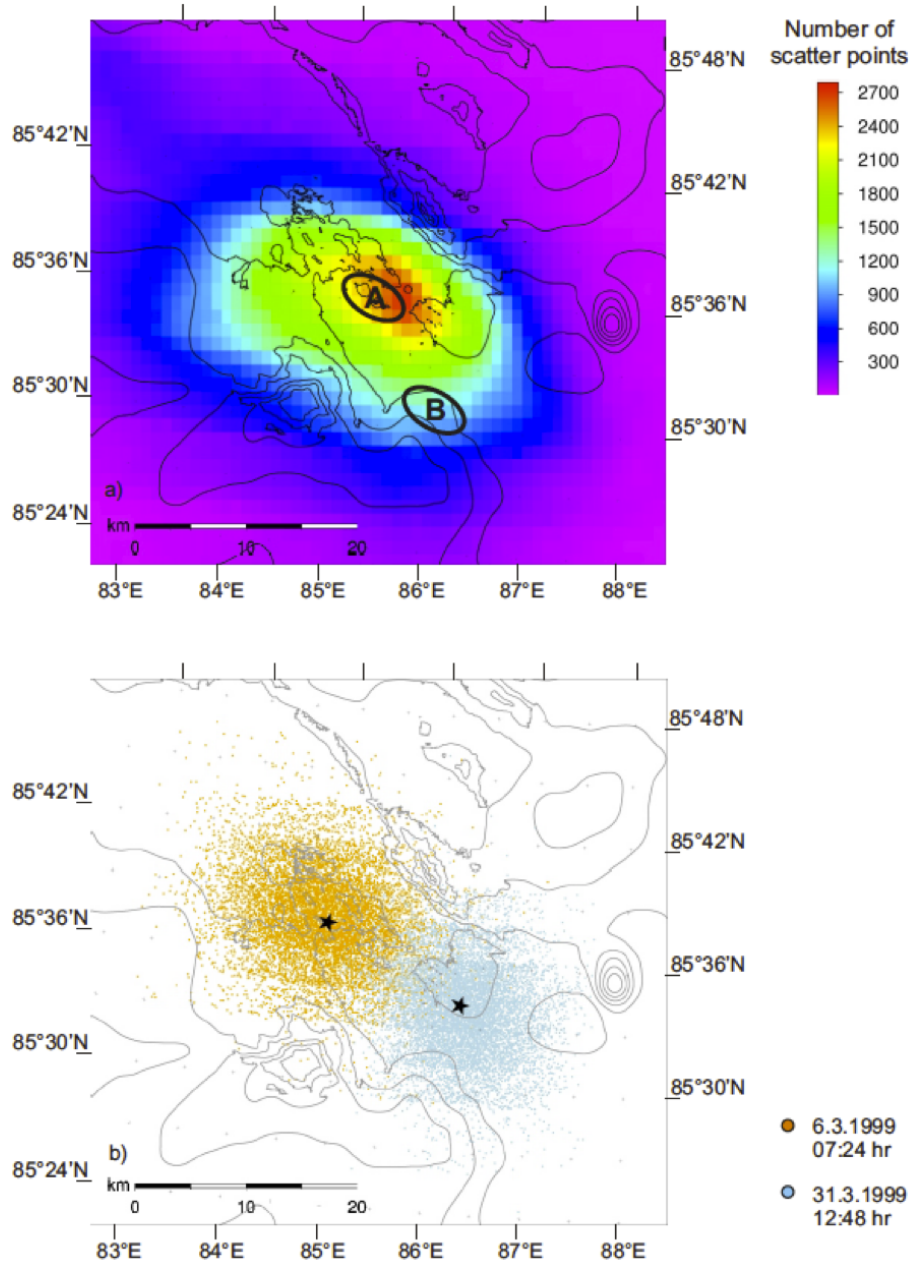 Number of
scatter points
2700
2400
2100
1800
1500
1200
900
600
300
85°48'N
85°42'N
85°42'N
85°36'N
85°36'N
85°30'N
85°30'N
85°24'N
A
B
a)
km
0 10 20
83°E 84°E 85°E 86°E 87°E 88°E
85°48'N
85°42'N
85°42'N
85°36'N
85°36'N
85°30'N
85°30'N
85°24'N
b)
km
0 10 20
83°E 84°E 85°E 86°E 87°E 88°E
6.3.1999
07:24 hr
31.3.1999
12:48 hr